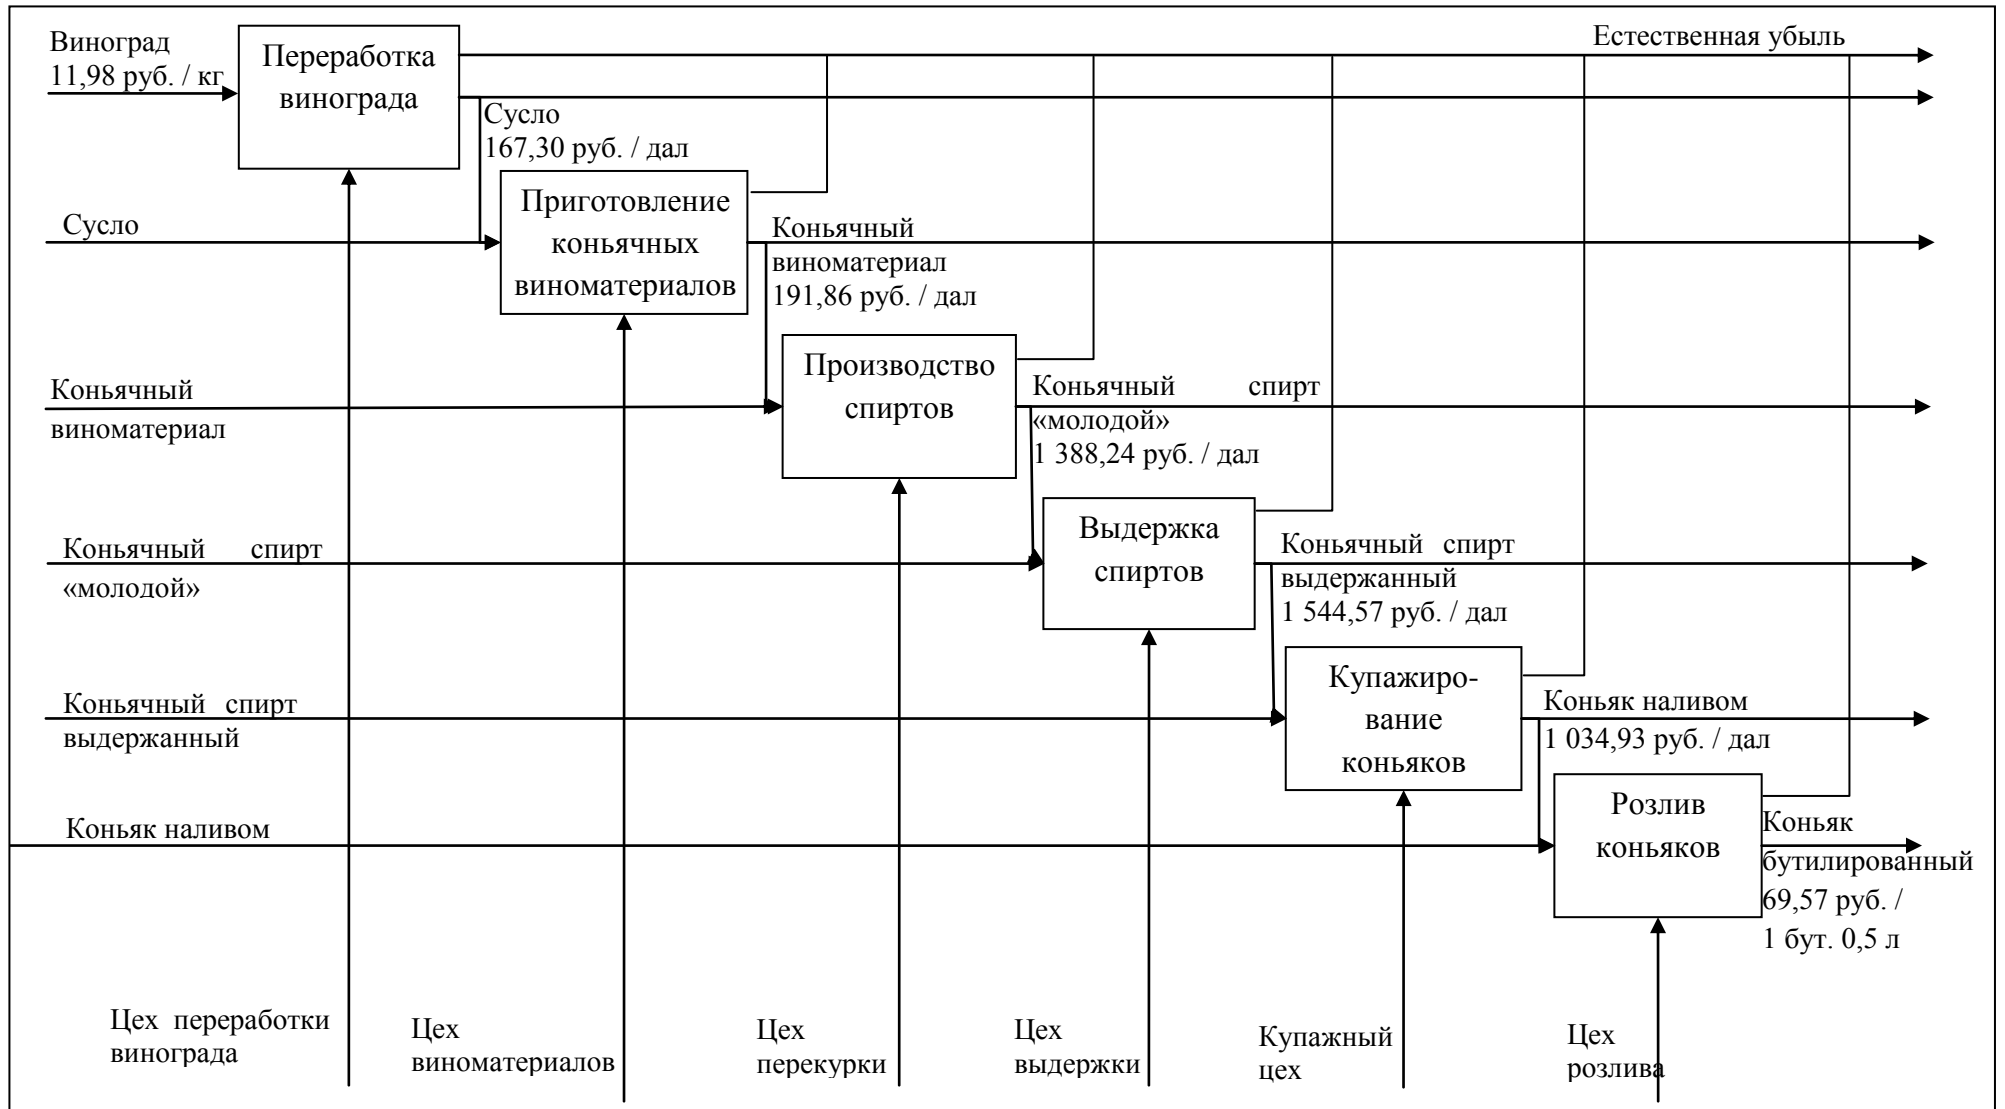 Виноград
11,98 руб. / кг
Переработка
винограда
Естественная убыль
Сусло
167,30 руб. / дал
Сусло
Приготовление
коньячных
виноматериалов
Коньячный
виноматериал
191,86 руб. / дал
Коньячный
виноматериал
Производство
спиртов
Коньячный спирт
«молодой»
1 388,24 руб. / дал
Коньячный спирт
«молодой»
Выдержка
спиртов
Коньячный спирт
выдержанный
1 544,57 руб. / дал
Коньячный спирт
выдержанный
Купажиро-
вание
коньяков
Коньяк наливом
1 034,93 руб. / дал
Коньяк наливом
Розлив
коньяков
Коньяк
бутилированный
69,57 руб. /
1 бут. 0,5 л
Цех переработки
винограда
Цех
виноматериалов
Цех
перекурки
Цех
выдержки
Купажный
цех
Цех
розлива